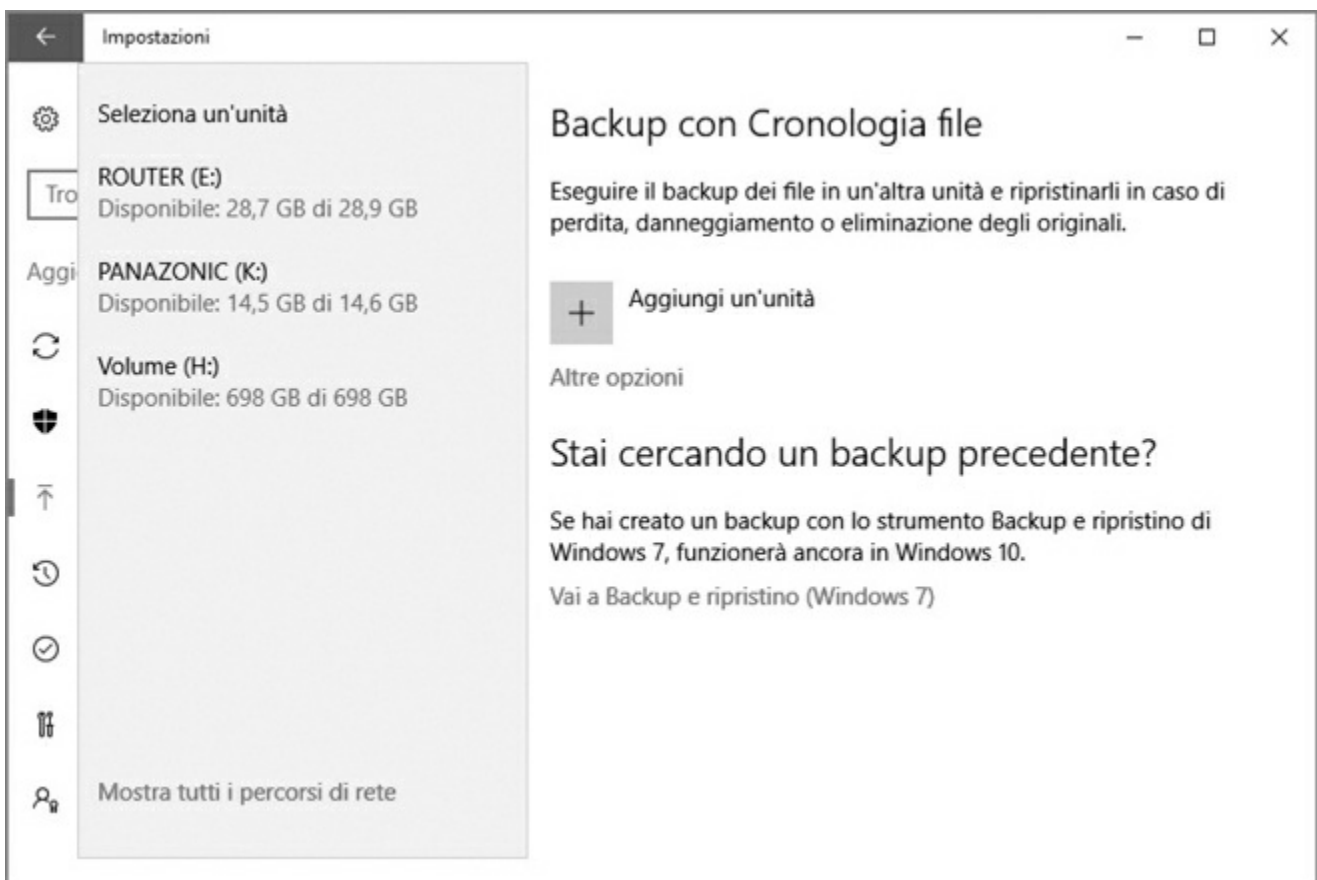 Impostazioni
Tro
Aggi
Seleziona un'unità
ROUTER (E:)
Disponibile: 28,7 GB di 28,9 GB
PANAZONIC (K:)
Disponibile: 14,5 GB di 14,6 GB
Volume (H:)
Disponibile: 698 GB di 698 GB
Mostra tutti i percorsi di rete
Backup con Cronologia file
Eseguire il backup dei file in un'altra unità e ripristinarli in caso di
perdita, danneggiamento o eliminazione degli originali.
Aggiungi un'unità
Altre opzioni
Stai cercando un backup precedente?
Se hai creato un backup con lo strumento Backup e ripristino di
Windows 7, funzionerà ancora in Windows 10.
Vai a Backup e ripristino (Windows 7)